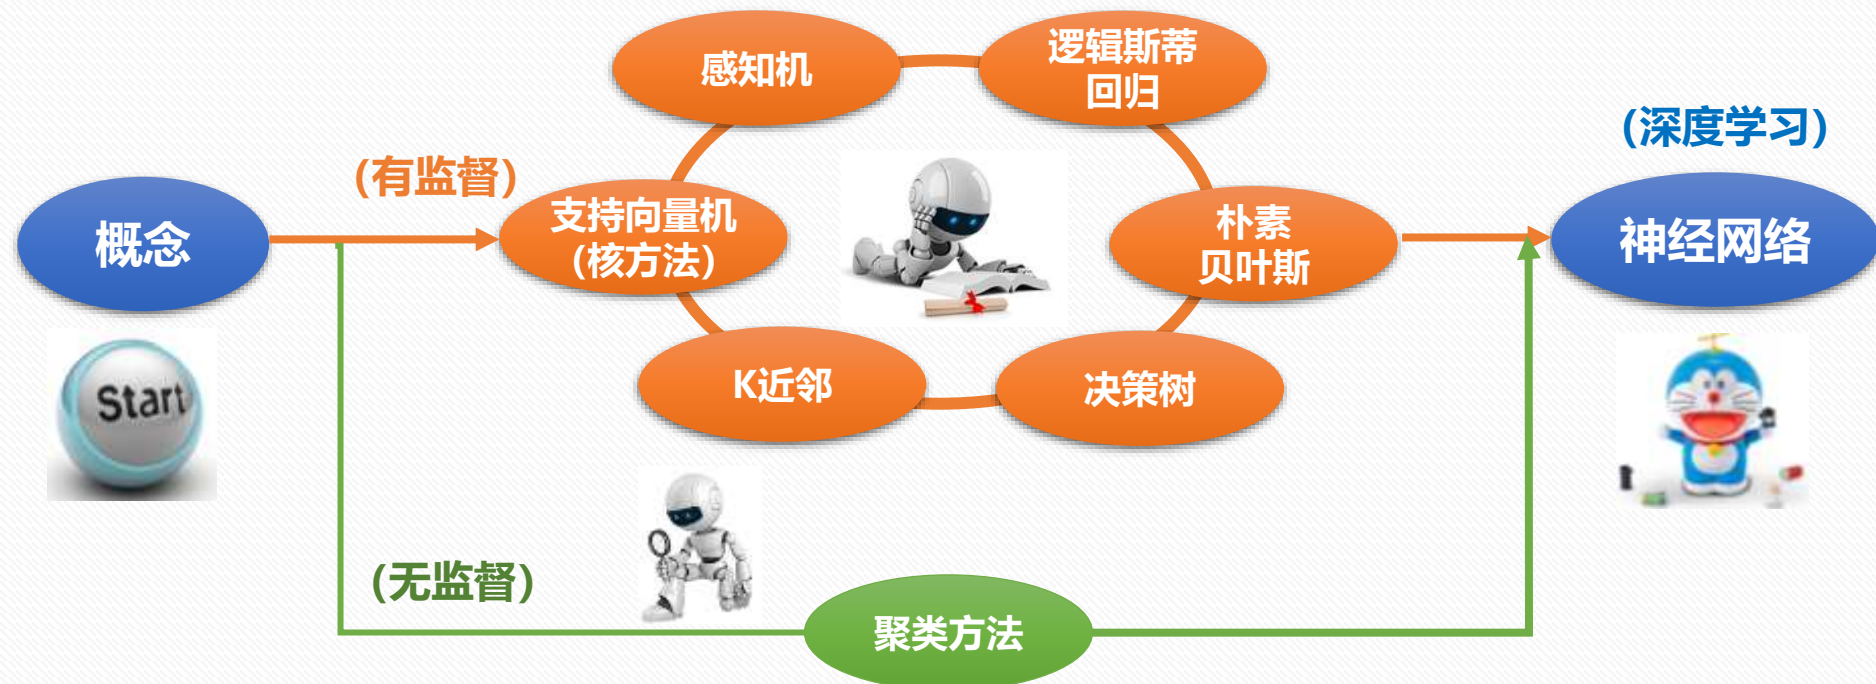 感知机
逻辑斯蒂
回归
(深度学习)
(有监督)
概念
支持向量机
(核方法)
朴素
贝叶斯
神经网络
K近邻
决策树
Start
(无监督)
聚类方法